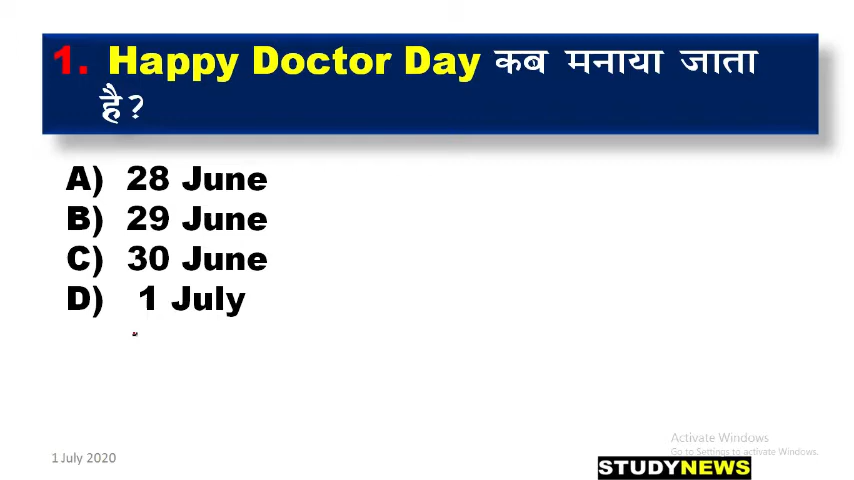 1. Happy Doctor Day कब मनाया जाता
है?
A) 28 June
B) 29 June
C) 30 June
D) 1 July
1 July 2020
Activate Windows
Go to Settings to activate Windows.
STUDYNEWS